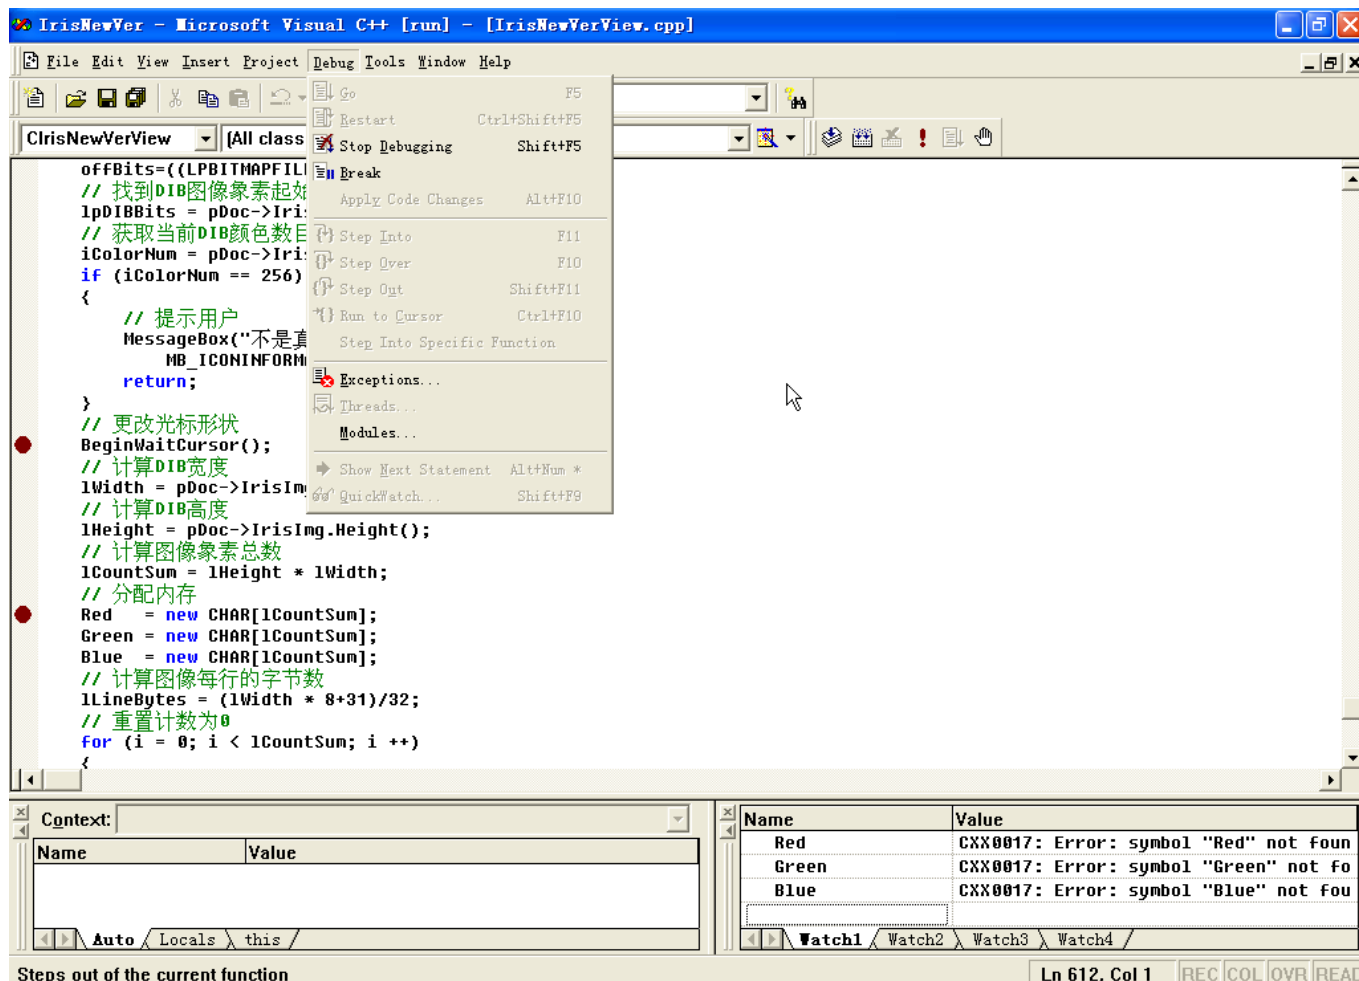 IrisNewVer - Microsoft Visual C++ [run] - [IrisNewVerView.cpp]
File Edit View Insert Project Debug Tools Window Help
Go F5
Restart Ctrl+Shift+F5
CIrisNewVerView [All class
Stop Debugging Shift+F5
Break
Apply Code Changes Alt+F10
Step Into F11
Step Over F10
Step Out Shift+F11
Run to Cursor Ctrl+F10
Step Into Specific Function
Exceptions...
Threads...
Modules...
Show Next Statement Alt+Num *
QuickWatch... Shift+F9
offBits=((LPBITMAPFIL
// 找到DIB图像象素起始
lpDIBBits = pDoc->Iri
// 获取当前DIB颜色数目
iColorNum = pDoc->Iri
if (iColorNum == 256)
{
// 提示用户
MessageBox("不是真
MB_ICONINFORM
return;
}
// 更改光标形状
BeginWaitCursor();
// 计算DIB宽度
lWidth = pDoc->IrisIm
// 计算DIB高度
lHeight = pDoc->IrisImg.Height();
// 计算图像象素总数
lCountSum = lHeight * lWidth;
// 分配内存
Red = new CHAR[lCountSum];
Green = new CHAR[lCountSum];
Blue = new CHAR[lCountSum];
// 计算图像每行的字节数
lLineBytes = (lWidth * 8+31)/32;
// 重置计数为0
for (i = 0; i < lCountSum; i ++)
{
Context:
Name Value
Auto Locals this
Name Value
Red CXX0017: Error: symbol "Red" not foun
Green CXX0017: Error: symbol "Green" not fo
Blue CXX0017: Error: symbol "Blue" not fou
Watch1 Watch2 Watch3 Watch4
Steps out of the current function
Ln 612, Col 1 REC COL OVR READ